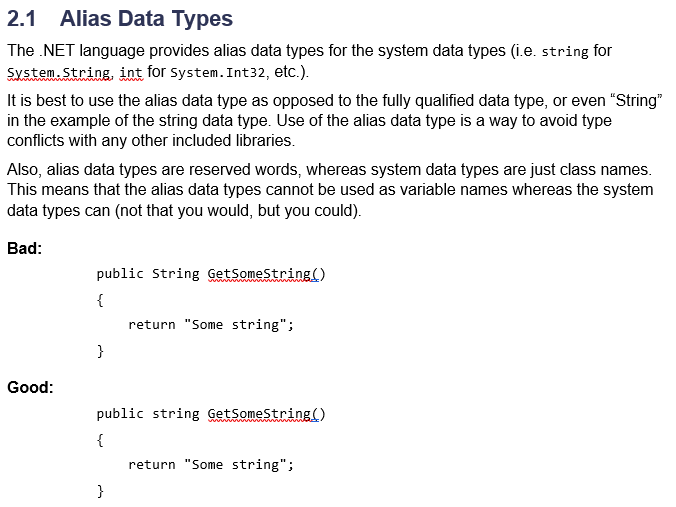 2.1 Alias Data Types
The .NET language provides alias data types for the system data types (i.e. string for
System.String, int for System.Int32, etc.).
It is best to use the alias data type as opposed to the fully qualified data type, or even “String”
in the example of the string data type. Use of the alias data type is a way to avoid type
conflicts with any other included libraries.
Also, alias data types are reserved words, whereas system data types are just class names.
This means that the alias data types cannot be used as variable names whereas the system
data types can (not that you would, but you could).
Bad:
public String GetSomeString()
{
return "Some string";
}
Good:
public string GetSomeString()
{
return "Some string";
}